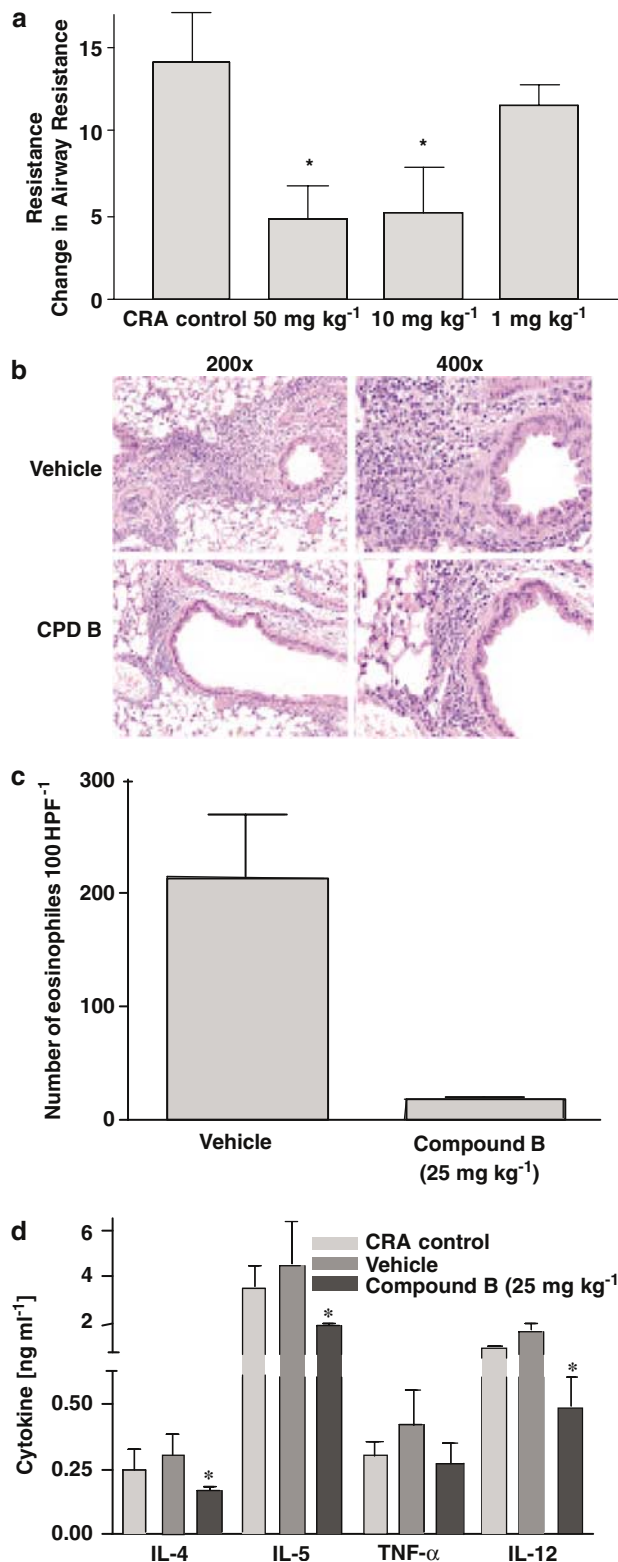 a
Resistance
Change in Airway Resistance
15
10
5
0
*
*
CRA control 50 mg kg⁻¹ 10 mg kg⁻¹ 1 mg kg⁻¹
b
200x 400x
Vehicle
CPD B
c
Number of eosinophiles 100 HPF⁻¹
300
200
100
0
Vehicle
Compound B
(25 mg kg⁻¹)
d
Cytokine [ng ml⁻¹]
6
4
2
0.50
0.25
0.00
CRA control
Vehicle
Compound B (25 mg kg⁻¹
*
*
*
IL-4 IL-5 TNF-α IL-12